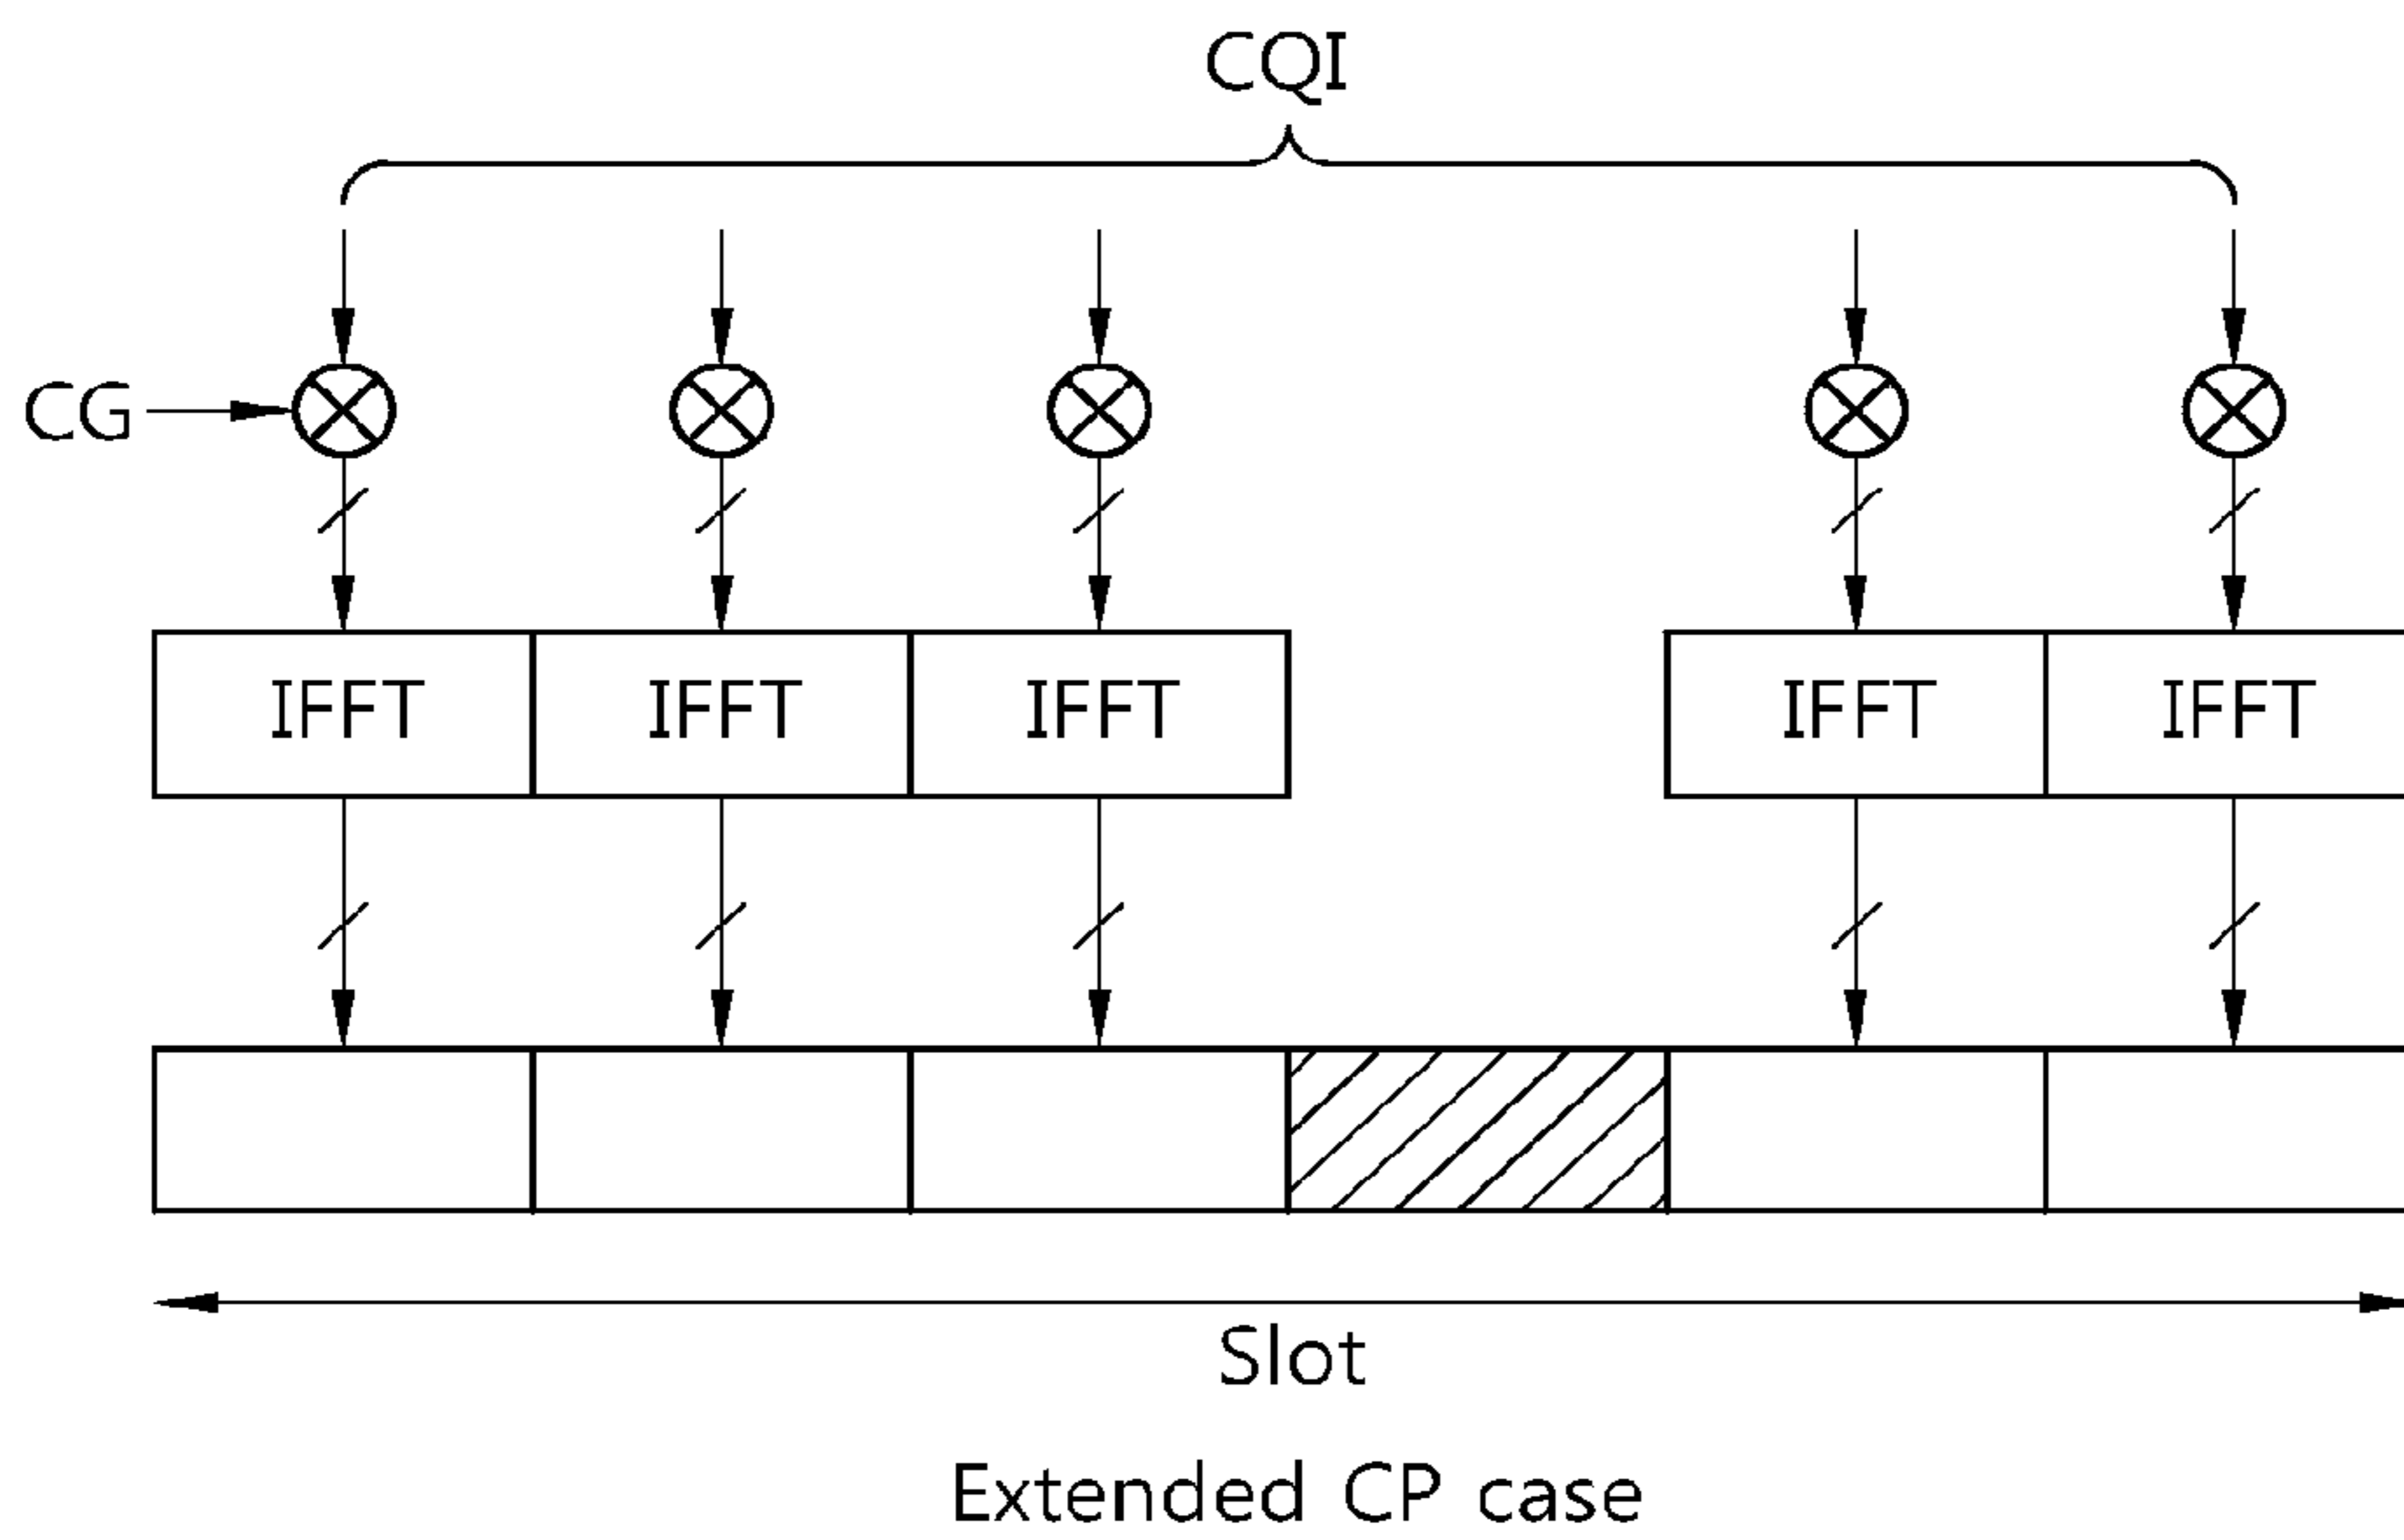 CQI
CG
IFFT IFFT IFFT IFFT IFFT
Slot
Extended CP case